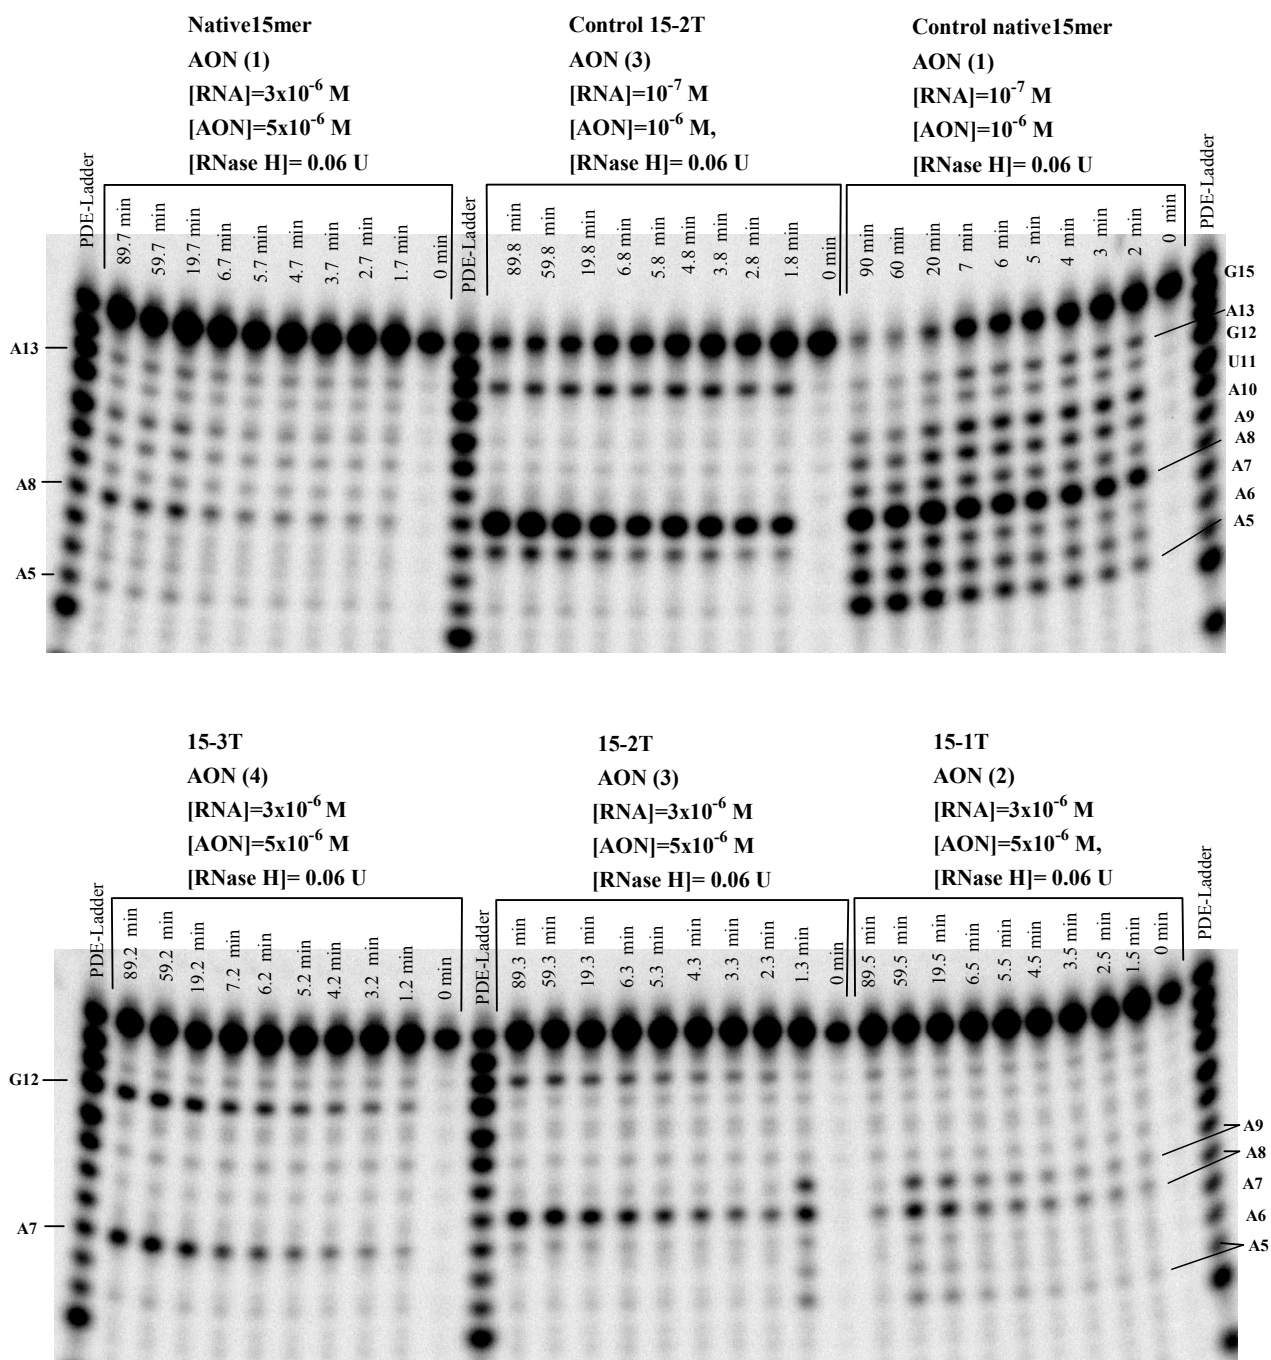 Native15mer
AON (1)
[RNA]=3x10-6 M
[AON]=5x10-6 M
[RNase H]= 0.06 U
Control 15-2T
AON (3)
[RNA]=10-7 M
[AON]=10-6 M,
[RNase H]= 0.06 U
Control native15mer
AON (1)
[RNA]=10-7 M
[AON]=10-6 M
[RNase H]= 0.06 U
PDE-Ladder
89.7 min
59.7 min
19.7 min
6.7 min
5.7 min
4.7 min
3.7 min
2.7 min
1.7 min
0 min
PDE-Ladder
89.8 min
59.8 min
19.8 min
6.8 min
5.8 min
4.8 min
3.8 min
2.8 min
1.8 min
0 min
90 min
60 min
20 min
7 min
6 min
5 min
4 min
3 min
2 min
0 min
PDE-Ladder
A13
A8
A5
G15
A13
G12
U11
A10
A9
A8
A7
A6
A5
15-3T
AON (4)
[RNA]=3x10-6 M
[AON]=5x10-6 M
[RNase H]= 0.06 U
15-2T
AON (3)
[RNA]=3x10-6 M
[AON]=5x10-6 M
[RNase H]= 0.06 U
15-1T
AON (2)
[RNA]=3x10-6 M
[AON]=5x10-6 M,
[RNase H]= 0.06 U
PDE-Ladder
89.2 min
59.2 min
19.2 min
7.2 min
6.2 min
5.2 min
4.2 min
3.2 min
1.2 min
0 min
PDE-Ladder
89.3 min
59.3 min
19.3 min
6.3 min
5.3 min
4.3 min
3.3 min
2.3 min
1.3 min
0 min
89.5 min
59.5 min
19.5 min
6.5 min
5.5 min
4.5 min
3.5 min
2.5 min
1.5 min
0 min
PDE-Ladder
G12
A7
A9
A8
A7
A6
A5